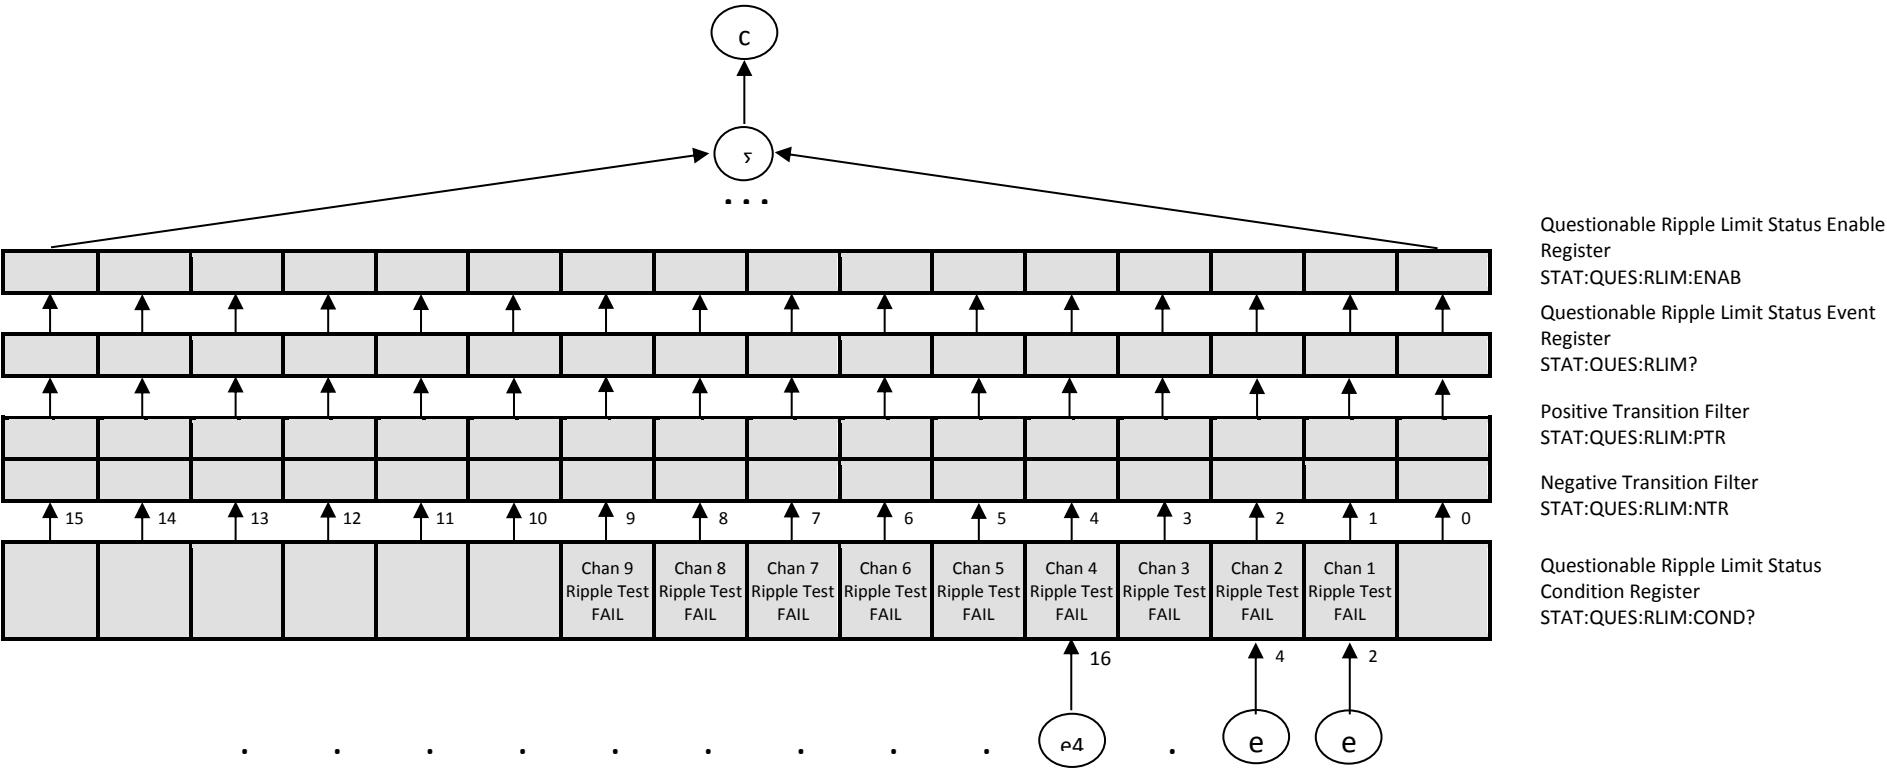 C
Questionable Ripple Limit Status Enable
Register
STAT:QUES:RLIM:ENAB
Questionable Ripple Limit Status Event
Register
STAT:QUES:RLIM?
Positive Transition Filter
STAT:QUES:RLIM:PTR
Negative Transition Filter
STAT:QUES:RLIM:NTR
15 14 13 12 11 10 9 8 7 6 5 4 3 2 1 0
Chan 9
Ripple Test
FAIL
Chan 8
Ripple Test
FAIL
Chan 7
Ripple Test
FAIL
Chan 6
Ripple Test
FAIL
Chan 5
Ripple Test
FAIL
Chan 4
Ripple Test
FAIL
Chan 3
Ripple Test
FAIL
Chan 2
Ripple Test
FAIL
Chan 1
Ripple Test
FAIL
Questionable Ripple Limit Status
Condition Register
STAT:QUES:RLIM:COND?
16 4 2
e4 e e